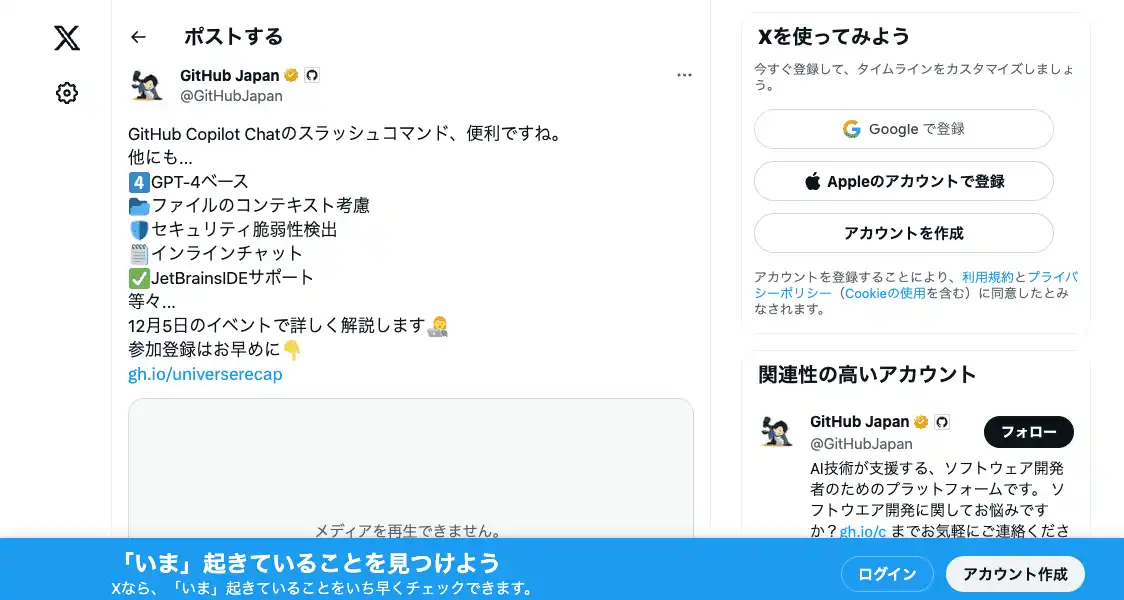 ポストする
GitHub Japan
@GitHubJapan
GitHub Copilot Chatのスラッシュコマンド、便利ですね。
他にも...
4️⃣GPT-4ベース
📂ファイルのコンテキスト考慮
🛡️セキュリティ脆弱性検出
🗒️インラインチャット
✅JetBrainsIDEサポート
等々...
12月5日のイベントで詳しく解説します👩‍💻
参加登録はお早めに👇
gh.io/universerecap
メディアを再生できません。
Xを使ってみよう
今すぐ登録して、タイムラインをカスタマイズしましょ
う。
Google で登録
Appleのアカウントで登録
アカウントを作成
アカウントを登録することにより、利用規約とプライバ
シーポリシー（Cookieの使用を含む）に同意したとみ
なされます。
関連性の高いアカウント
GitHub Japan
@GitHubJapan
フォロー
AI技術が支援する、ソフトウェア開発
者のためのプラットフォームです。 ソ
フトウエア開発に関してお悩みです
か？gh.io/c までお気軽にご連絡くださ
「いま」起きていることを見つけよう
Xなら、「いま」起きていることをいち早くチェックできます。
ログイン
アカウント作成